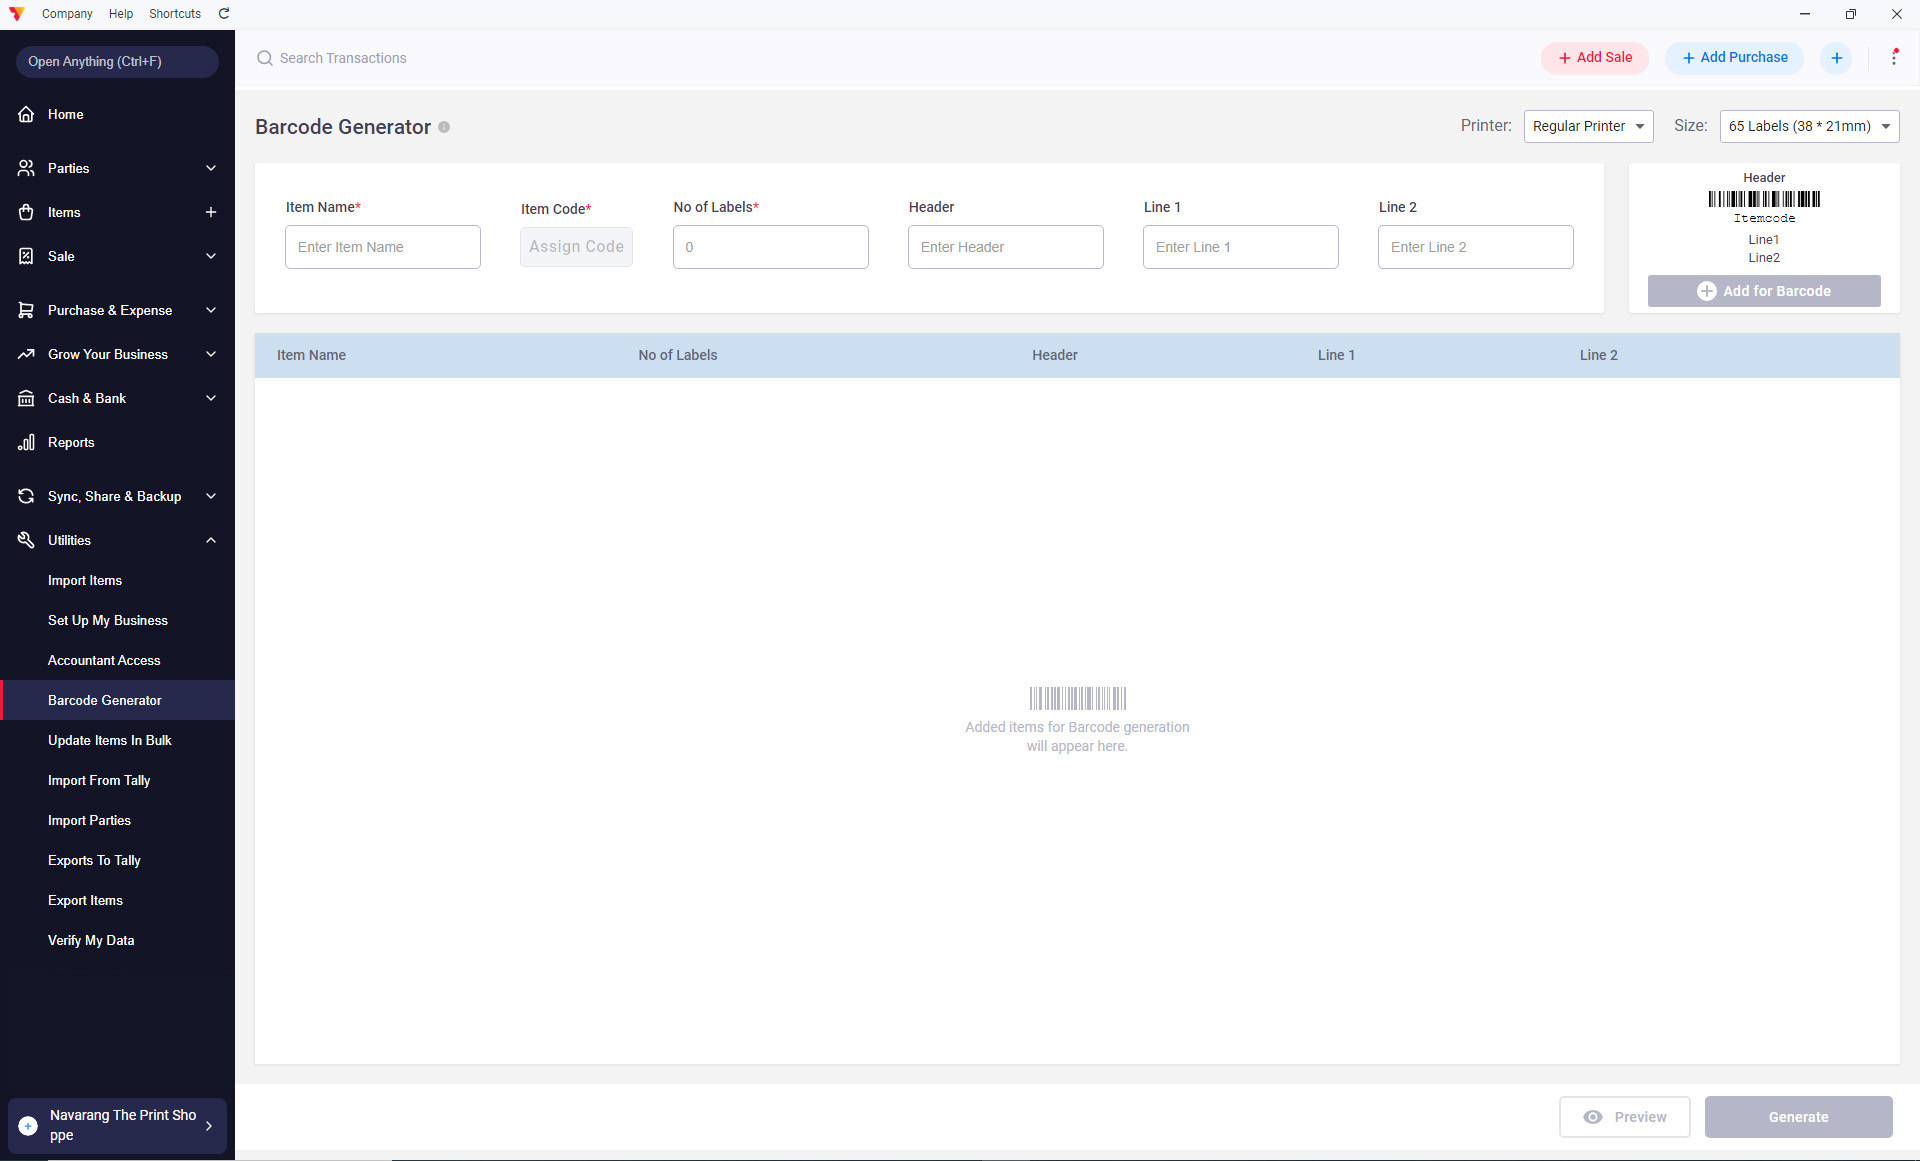 Company Help Shortcuts
Open Anything (Ctrl+F)
Search Transactions
Add Sale
Add Purchase
Home
Parties
Items
Sale
Purchase & Expense
Grow Your Business
Cash & Bank
Reports
Sync, Share & Backup
Utilities
Import Items
Set Up My Business
Accountant Access
Barcode Generator
Update Items In Bulk
Import From Tally
Import Parties
Exports To Tally
Export Items
Verify My Data
Navarang The Print Sho
ppe
Barcode Generator
Printer: Regular Printer Size: 65 Labels (38 * 21mm)
Item Name* Item Code* No of Labels* Header Line 1 Line 2
Enter Item Name Assign Code 0 Enter Header Enter Line 1 Enter Line 2
Header
Itemcode
Line1
Line2
Add for Barcode
Item Name No of Labels Header Line 1 Line 2
Added items for Barcode generation
will appear here.
Preview Generate